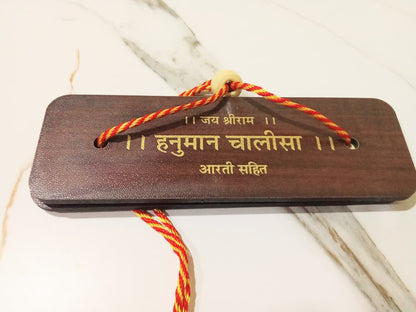 ।। जय श्रीराम ।।
।। हनुमान चालीसा ।।
आरती सहित